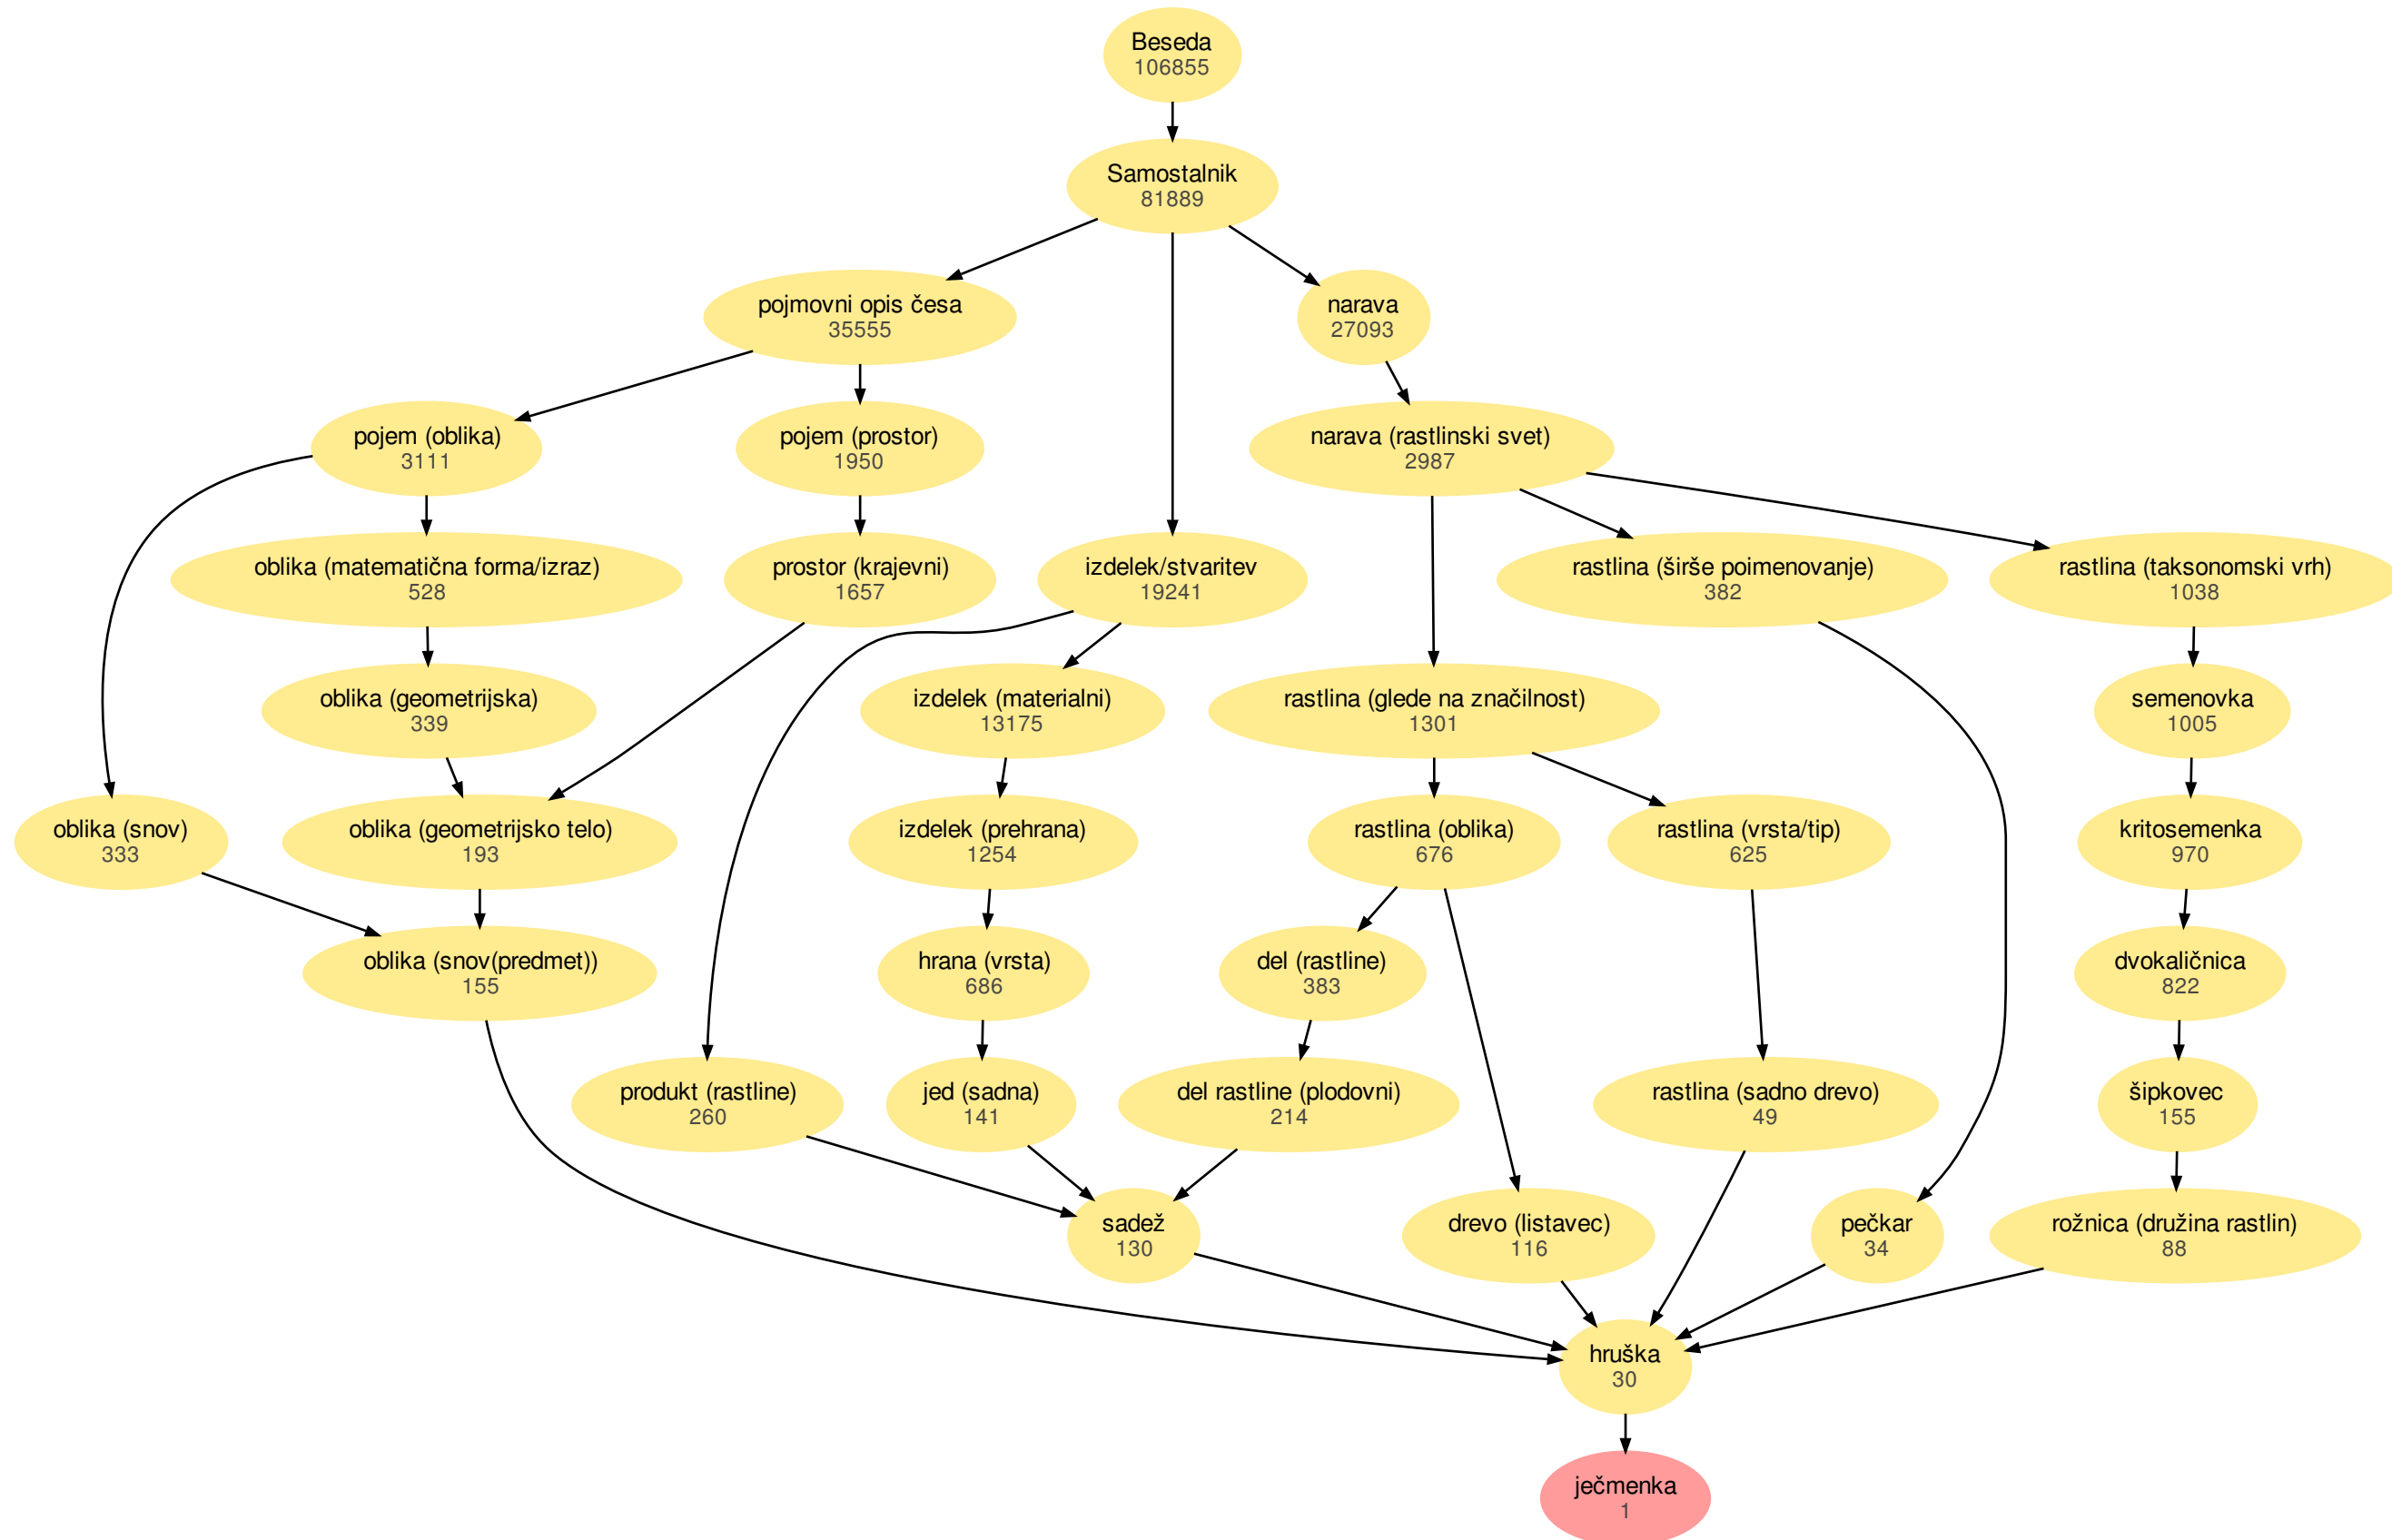 Beseda
106855
Samostalnik
81889
pojmovni opis česa
35555
narava
27093
pojem (oblika)
3111
pojem (prostor)
1950
narava (rastlinski svet)
2987
oblika (matematična forma/izraz)
528
prostor (krajevni)
1657
izdelek/stvaritev
19241
rastlina (širše poimenovanje)
382
rastlina (taksonomski vrh)
1038
oblika (geometrijska)
339
izdelek (materialni)
13175
rastlina (glede na značilnost)
1301
semenovka
1005
oblika (snov)
333
oblika (geometrijsko telo)
193
izdelek (prehrana)
1254
rastlina (oblika)
676
rastlina (vrsta/tip)
625
kritosemenka
970
oblika (snov(predmet))
155
hrana (vrsta)
686
del (rastline)
383
dvokaličnica
822
produkt (rastline)
260
jed (sadna)
141
del rastline (plodovni)
214
rastlina (sadno drevo)
49
šipkovec
155
sadež
130
drevo (listavec)
116
pečkar
34
rožnica (družina rastlin)
88
hruška
30
ječmenka
1